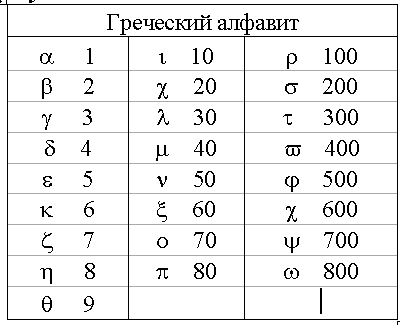 Греческий алфавит
α 1 ι 10 ρ 100
β 2 χ 20 σ 200
γ 3 λ 30 τ 300
δ 4 μ 40 ϖ 400
ε 5 ν 50 φ 500
κ 6 ξ 60 χ 600
ζ 7 ο 70 ψ 700
η 8 π 80 ω 800
θ 9